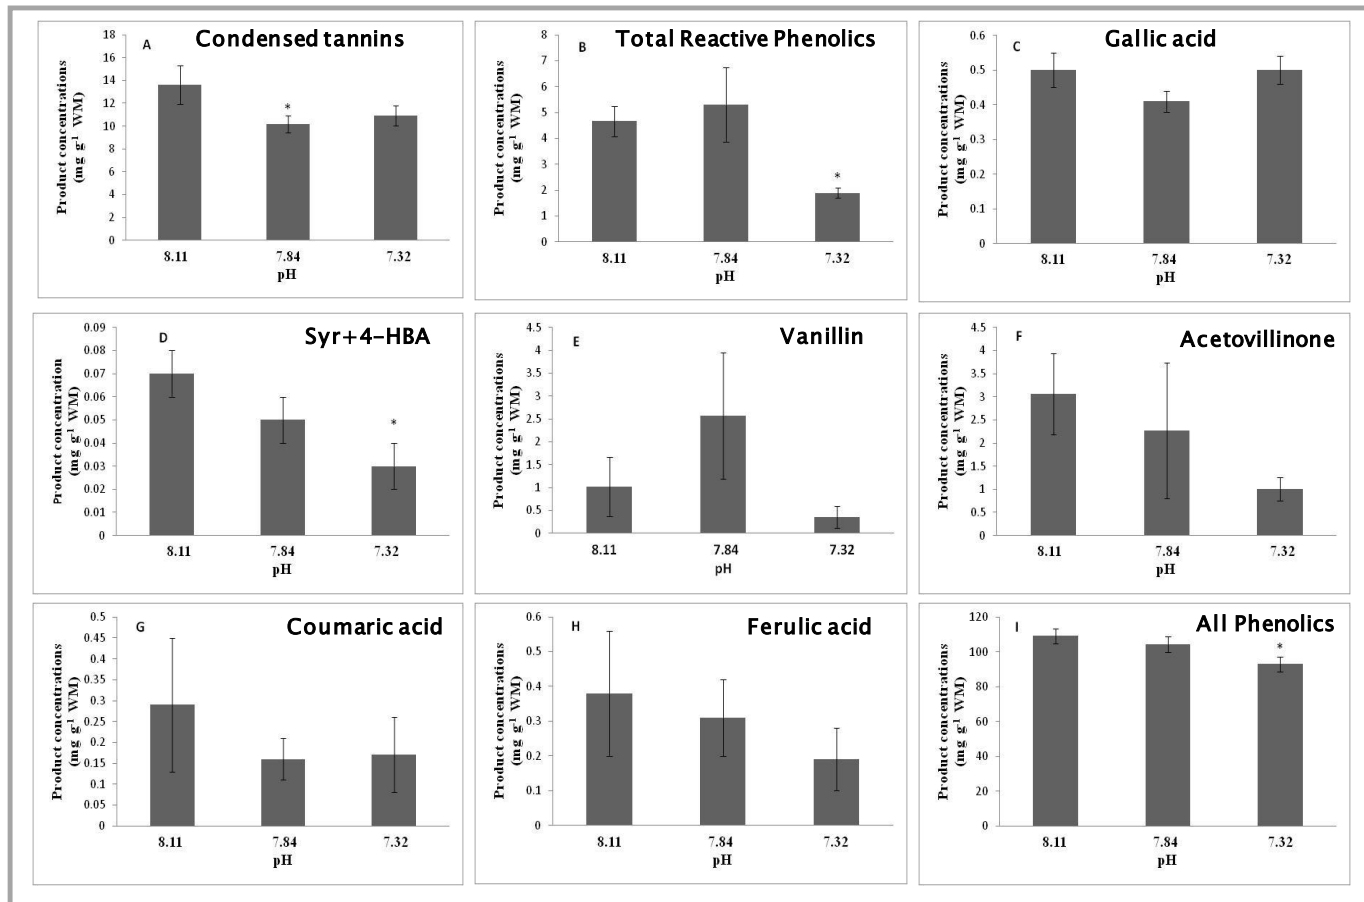 A Condensed tannins
Product concentrations
(mg g-1 WM)
18
16
14
12
10
8
6
4
2
0
*
8.11 7.84 7.32
pH
B Total Reactive Phenolics
Product concentrations
(mg g-1 WM)
8
7
6
5
4
3
2
1
0
*
8.11 7.84 7.32
pH
C Gallic acid
Product concentrations
(mg g-1 WM)
0.6
0.5
0.4
0.3
0.2
0.1
0
8.11 7.84 7.32
pH
D Syr+4-HBA
Product concentration
(mg g-1 WM)
0.09
0.08
0.07
0.06
0.05
0.04
0.03
0.02
0.01
0
*
8.11 7.84 7.32
pH
E Vanillin
Product concentrations
(mg g-1 WM)
4.5
4
3.5
3
2.5
2
1.5
1
0.5
0
8.11 7.84 7.32
pH
F Acetovillinone
Product concentrations
(mg g-1 WM)
4.5
4
3.5
3
2.5
2
1.5
1
0.5
0
8.11 7.84 7.32
pH
G Coumaric acid
Product concentrations
(mg g-1 WM)
0.5
0.45
0.4
0.35
0.3
0.25
0.2
0.15
0.1
0.05
0
8.11 7.84 7.32
pH
H Ferulic acid
Product concentrations
(mg g-1 WM)
0.6
0.5
0.4
0.3
0.2
0.1
0
8.11 7.84 7.32
pH
I All Phenolics
Product concentrations
(mg g-1 WM)
120
100
80
60
40
20
0
*
8.11 7.84 7.32
pH